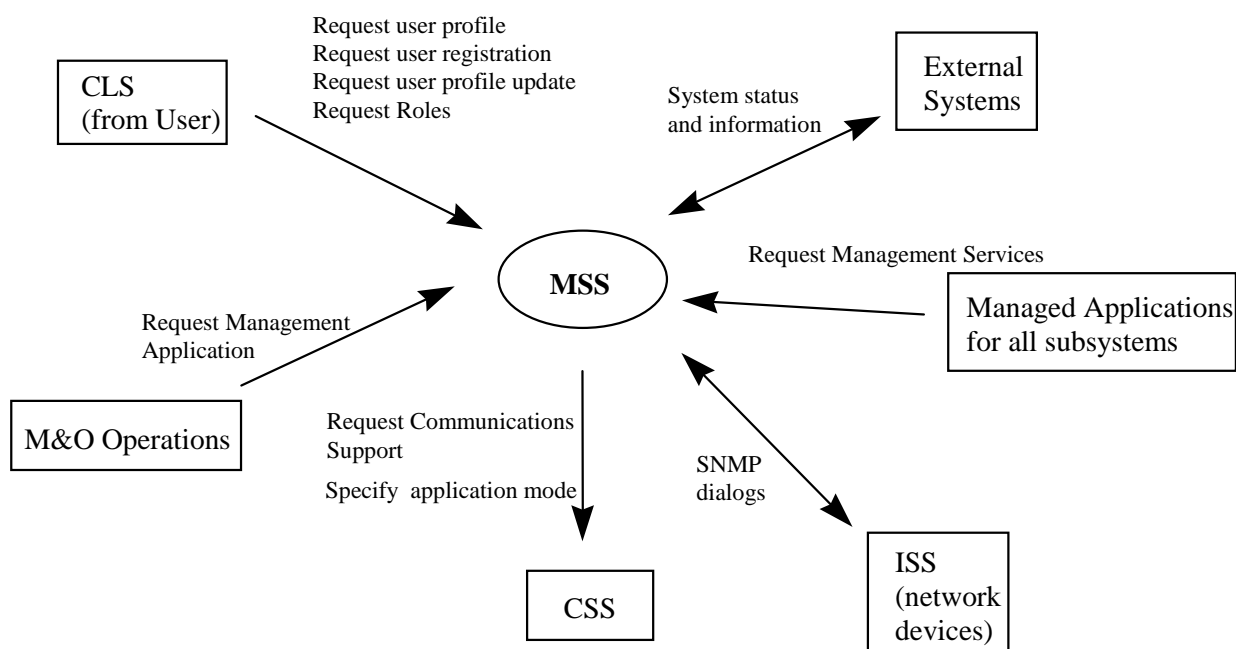 Request user profile
Request user registration
Request user profile update
Request Roles
CLS
(from User)
External
Systems
System status
and information
MSS
Request Management Services
Managed Applications
for all subsystems
Request Management
Application
M&O Operations
Request Communications
Support
Specify application mode
SNMP
dialogs
CSS
ISS
(network
devices)